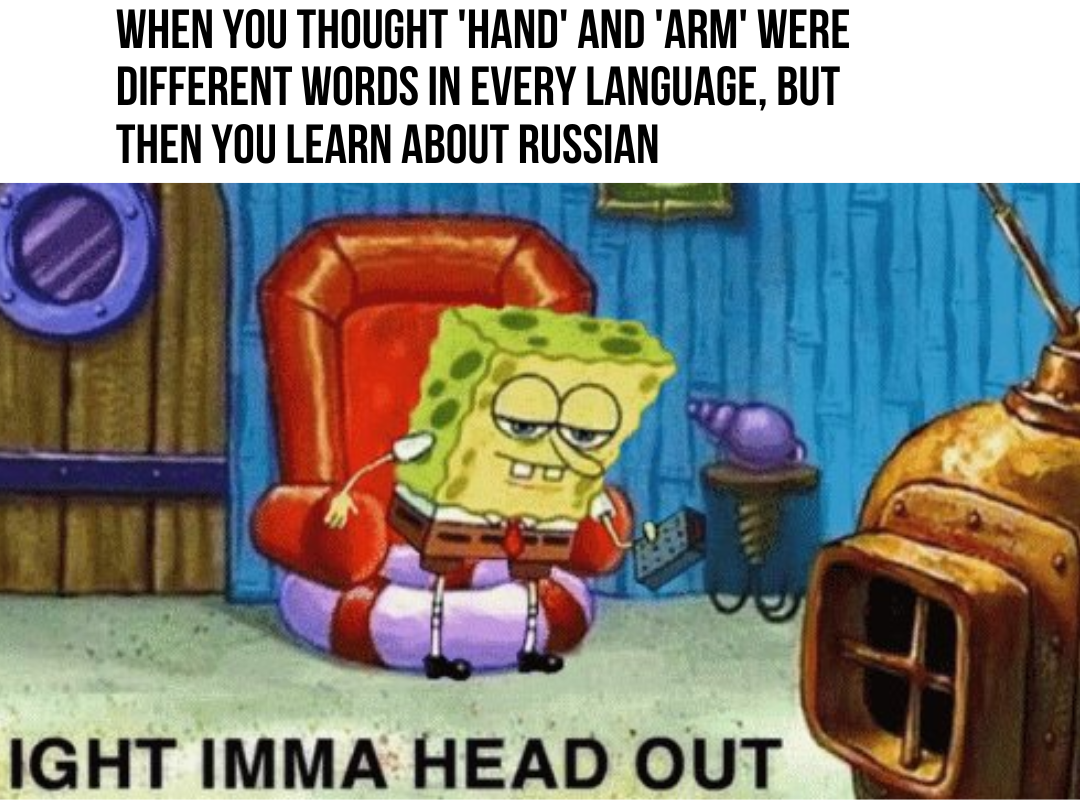 WHEN YOU THOUGHT 'HAND' AND 'ARM' WERE
DIFFERENT WORDS IN EVERY LANGUAGE, BUT
THEN YOU LEARN ABOUT RUSSIAN
IGHT IMMA HEAD OUT